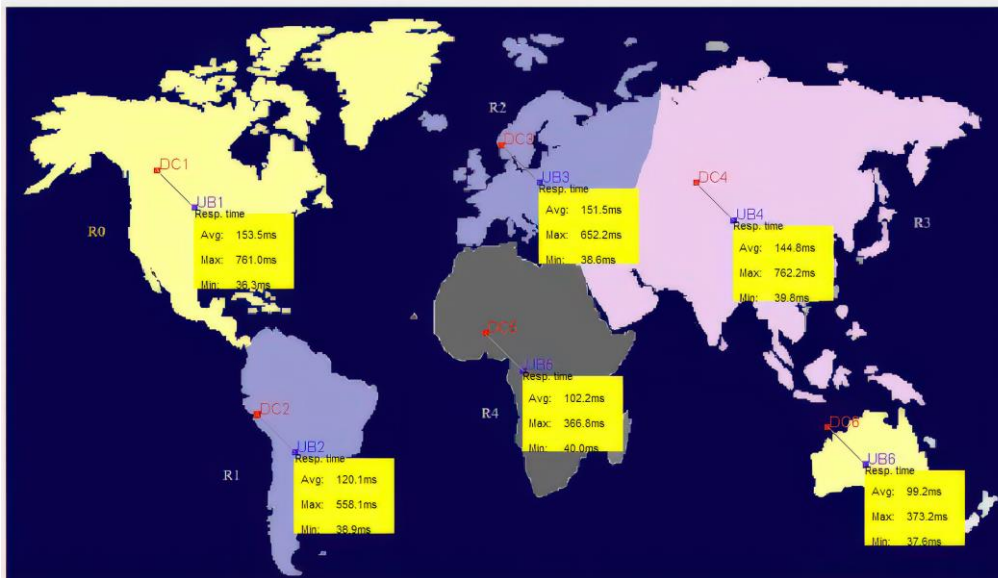 R2
DC3
DC1
UB3
Resp. time
Avg: 151.5ms
Max: 652.2ms
Min: 38.6ms
DC4
UB1
Resp. time
Avg: 153.5ms
Max: 761.0ms
Min: 36.3ms
R0
UB4
Resp. time
Avg: 144.8ms
Max: 762.2ms
Min: 39.8ms
R3
UB5
Resp. time
Avg: 102.2ms
Max: 366.8ms
Min: 40.0ms
R4
DC2
UB2
Resp. time
Avg: 120.1ms
Max: 558.1ms
Min: 38.9ms
R1
UB6
Resp. time
Avg: 99.2ms
Max: 373.2ms
Min: 37.6ms